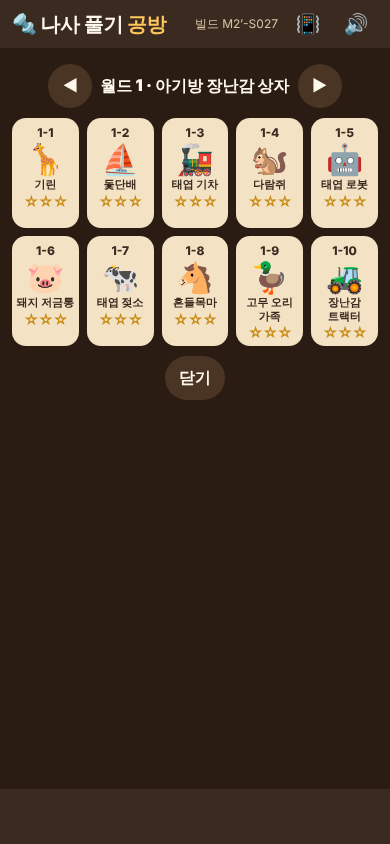 나사 풀기 공방
빌드 M2′-S027
월드 1 · 아기방 장난감 상자
1-1
기린
1-2
돛단배
1-3
태엽 기차
1-4
다람쥐
1-5
태엽 로봇
1-6
돼지 저금통
1-7
태엽 젖소
1-8
흔들목마
1-9
고무 오리
가족
1-10
장난감
트랙터
닫기